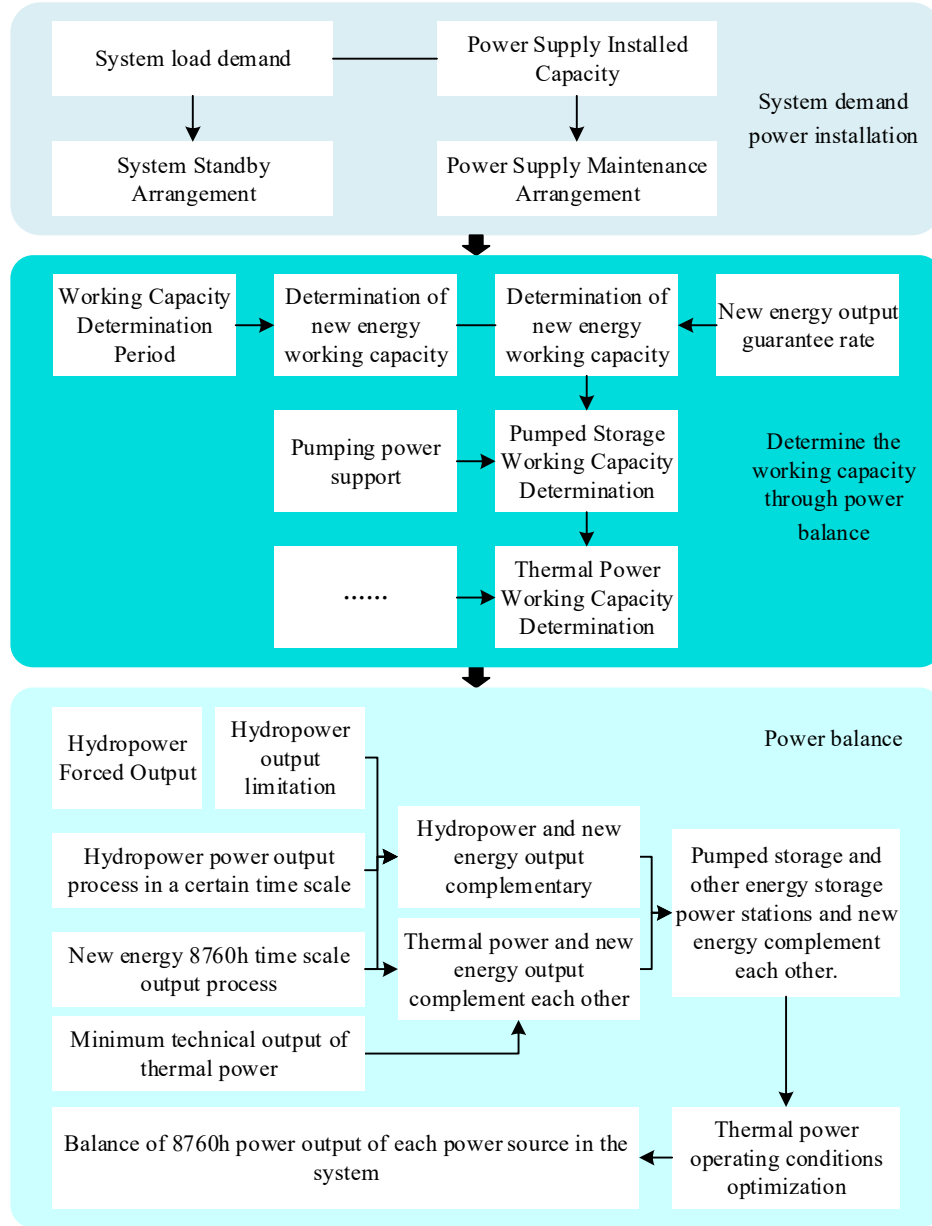 System load demand
Power Supply Installed
Capacity
System demand
power installation
System Standby
Arrangement
Power Supply Maintenance
Arrangement
Working Capacity
Determination
Period
Determination of
new energy
working capacity
Determination of
new energy
working capacity
New energy output
guarantee rate
Pumping power
support
Pumped Storage
Working Capacity
Determination
Determine the
working capacity
through power
balance
......
Thermal Power
Working Capacity
Determination
Power balance
Hydropower
Forced Output
Hydropower
output
limitation
Hydropower power output
process in a certain time scale
Hydropower and new
energy output
complementary
Pumped storage and
other energy storage
power stations and new
energy complement
each other.
New energy 8760h time scale
output process
Thermal power and new
energy output
complement each other
Minimum technical output of
thermal power
Balance of 8760h power output of each power source in the
system
Thermal power
operating conditions
optimization